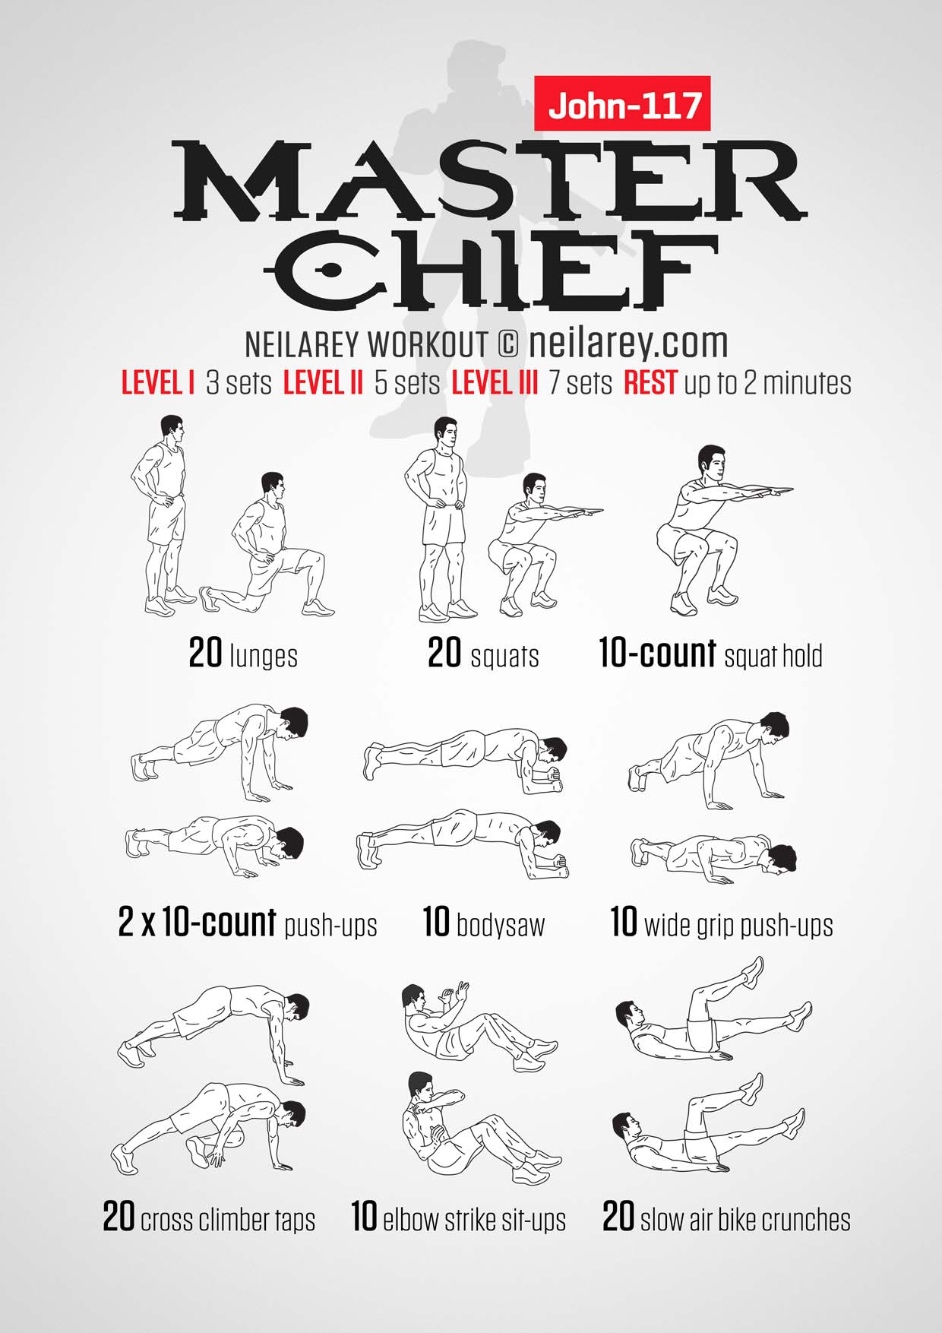 John-117
MASTER
CHIEF
NEILAREY WORKOUT © neilarey.com
LEVEL I 3 sets LEVEL II 5 sets LEVEL III 7 sets REST up to 2 minutes
20 lunges
20 squats
10-count squat hold
2 x 10-count push-ups
10 bodysaw
10 wide grip push-ups
20 cross climber taps
10 elbow strike sit-ups
20 slow air bike crunches